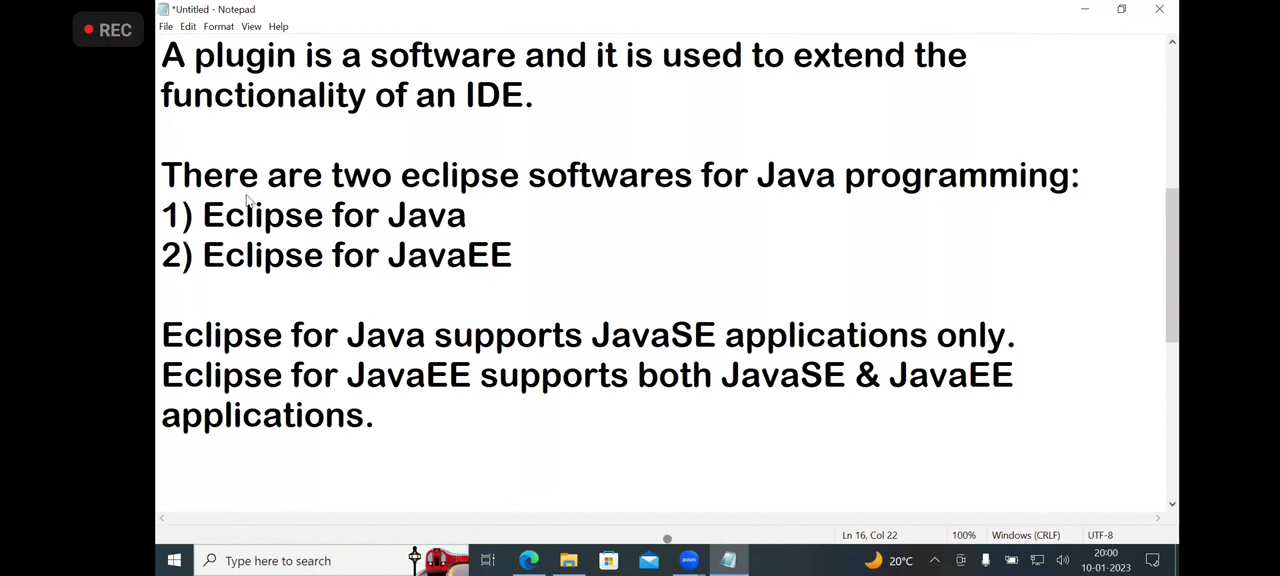 REC
*Untitled - Notepad
File Edit Format View Help
A plugin is a software and it is used to extend the
functionality of an IDE.
There are two eclipse softwares for Java programming:
1) Eclipse for Java
2) Eclipse for JavaEE
Eclipse for Java supports JavaSE applications only.
Eclipse for JavaEE supports both JavaSE & JavaEE
applications.
Ln 16, Col 22 100% Windows (CRLF) UTF-8
Type here to search
zoom
20°C
20:00
10-01-2023